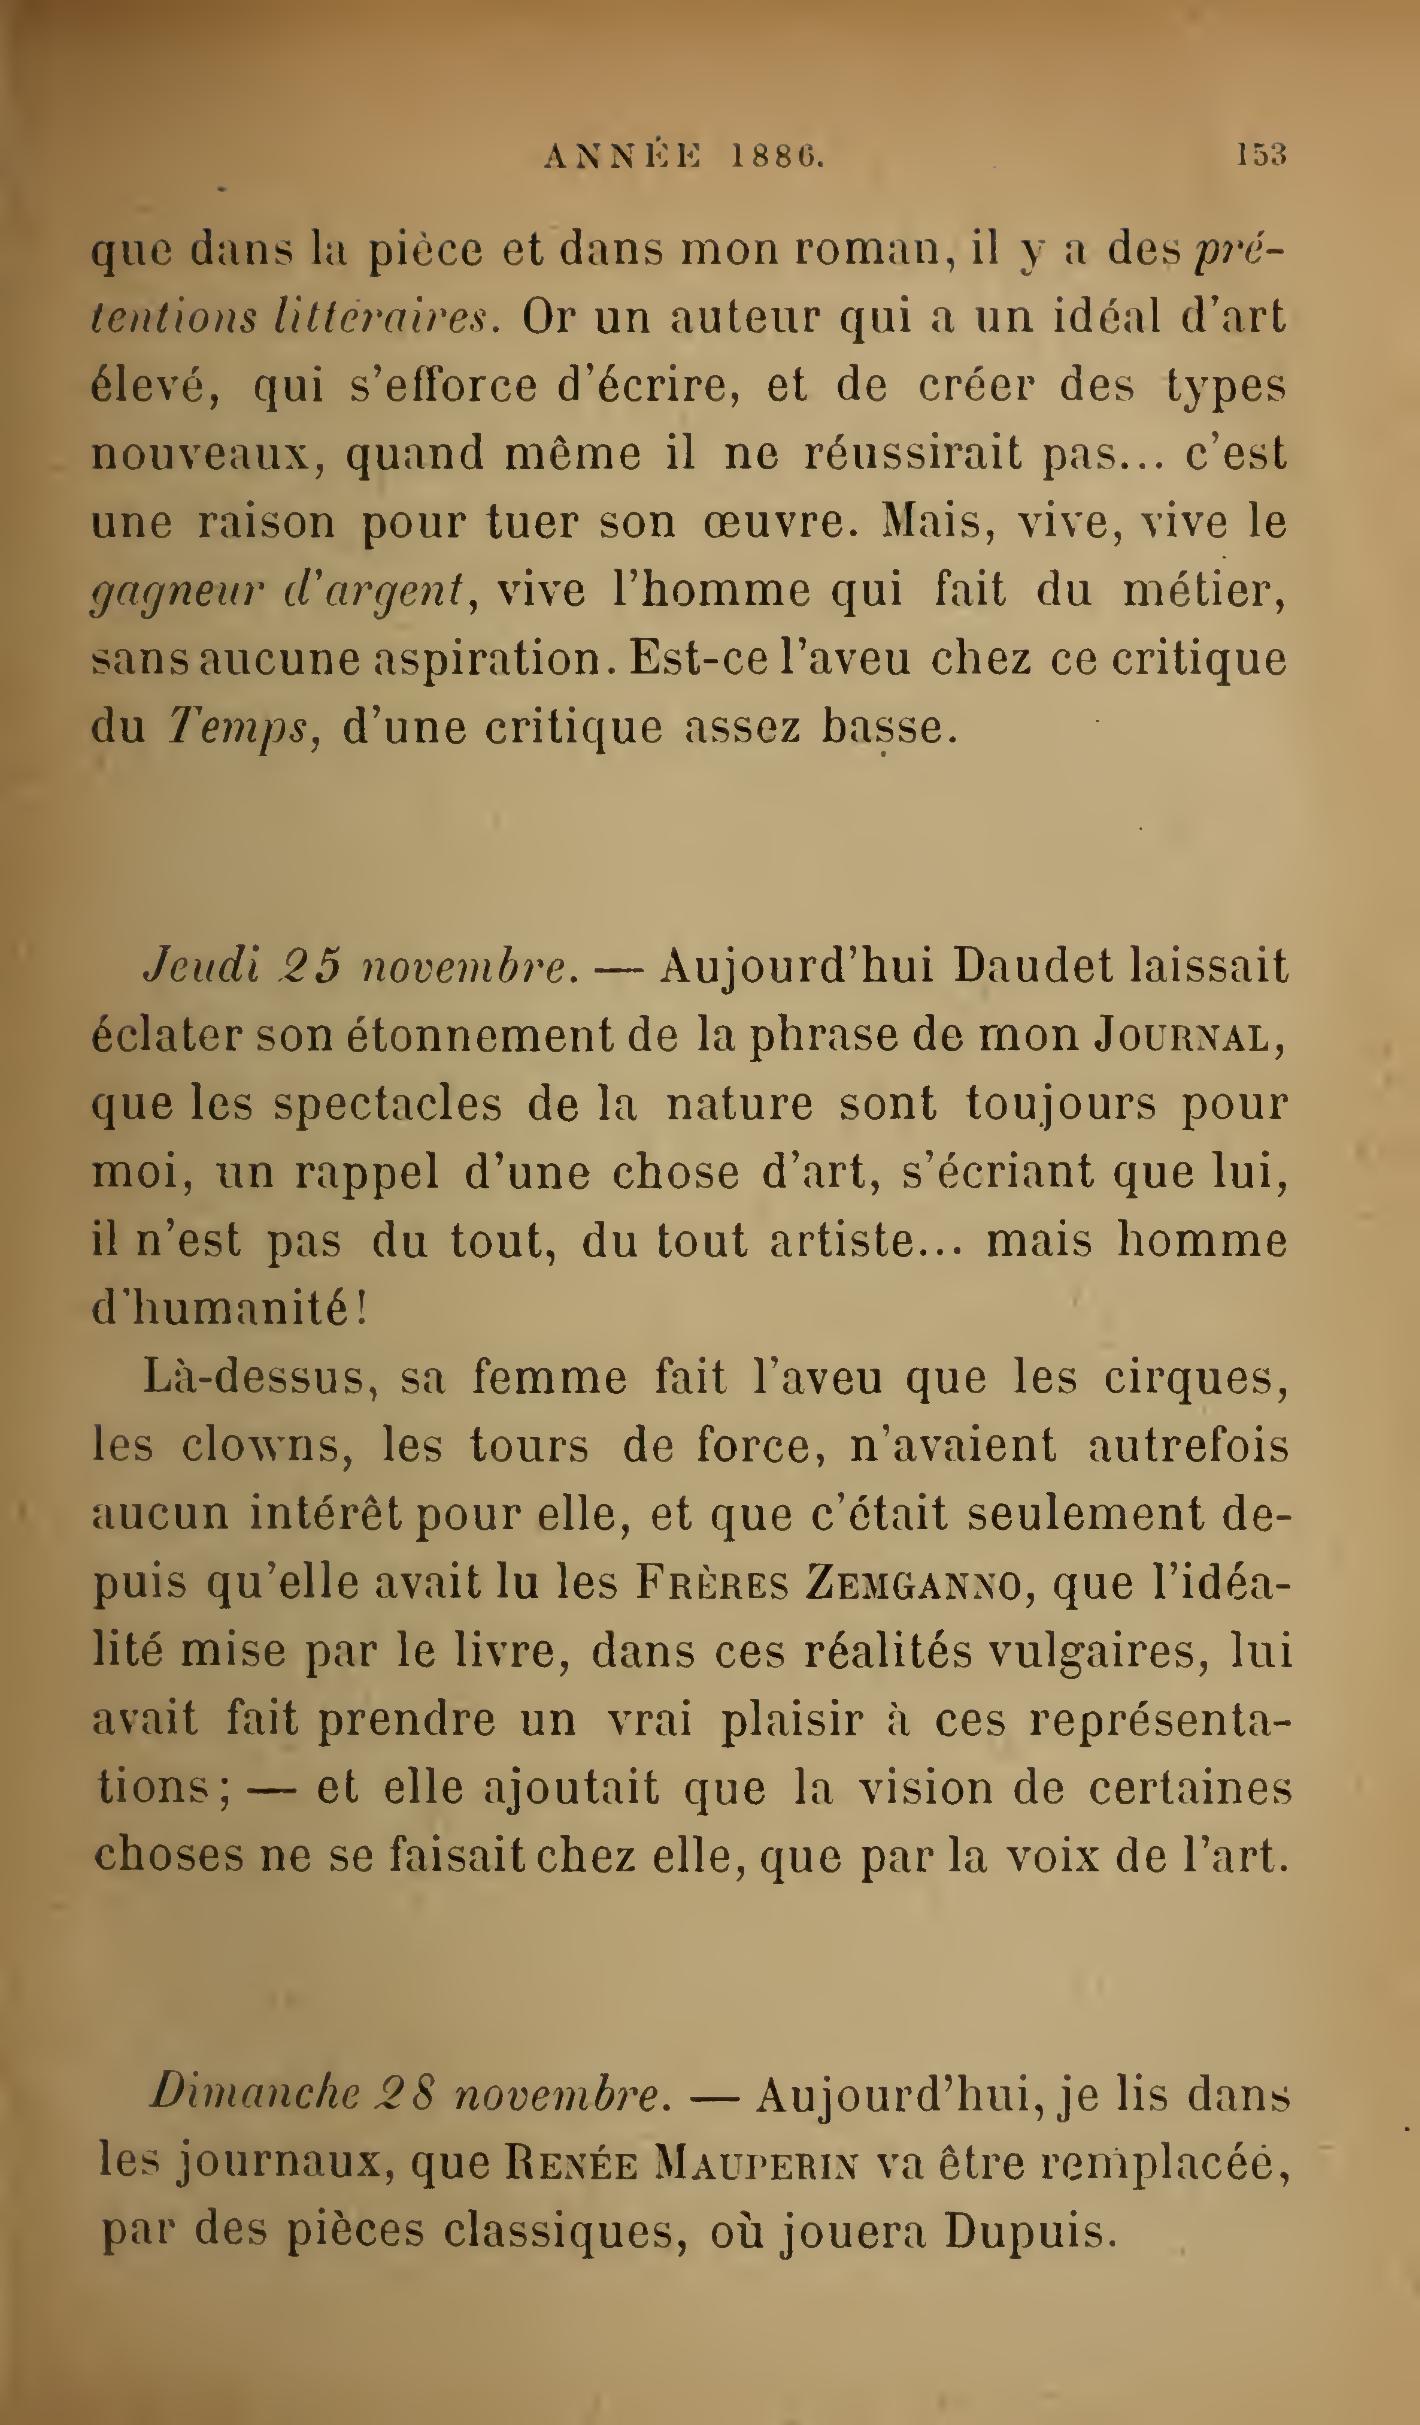 ANNÉE 1886. 153
que dans la pièce et dans mon roman, il y a des pré-
tentions littéraires. Or un auteur qui a un idéal d'art
élevé, qui s'efforce d'écrire, et de créer des types
nouveaux, quand même il ne réussirait pas... c'est
une raison pour tuer son œuvre. Mais, vive, vive le
gagneur d'argent, vive l'homme qui fait du métier,
sans aucune aspiration. Est-ce l'aveu chez ce critique
du Temps, d'une critique assez basse.
Jeudi 25 novembre. — Aujourd'hui Daudet laissait
éclater son étonnement de la phrase de mon JOURNAL,
que les spectacles de la nature sont toujours pour
moi, un rappel d'une chose d'art, s'écriant que lui,
il n'est pas du tout, du tout artiste... mais homme
d'humanité!
Là-dessus, sa femme fait l'aveu que les cirques,
les clowns, les tours de force, n'avaient autrefois
aucun intérêt pour elle, et que c'était seulement de-
puis qu'elle avait lu les FRÈRES ZEMGANNO, que l'idéa-
lité mise par le livre, dans ces réalités vulgaires, lui
avait fait prendre un vrai plaisir à ces représenta-
tions; — et elle ajoutait que la vision de certaines
choses ne se faisait chez elle, que par la voix de l'art.
Dimanche 28 novembre. — Aujourd'hui, je lis dans
les journaux, que RENÉE MAUPERIN va être remplacée,
par des pièces classiques, où jouera Dupuis.